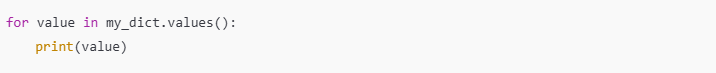 for value in my_dict.values():
    print(value)